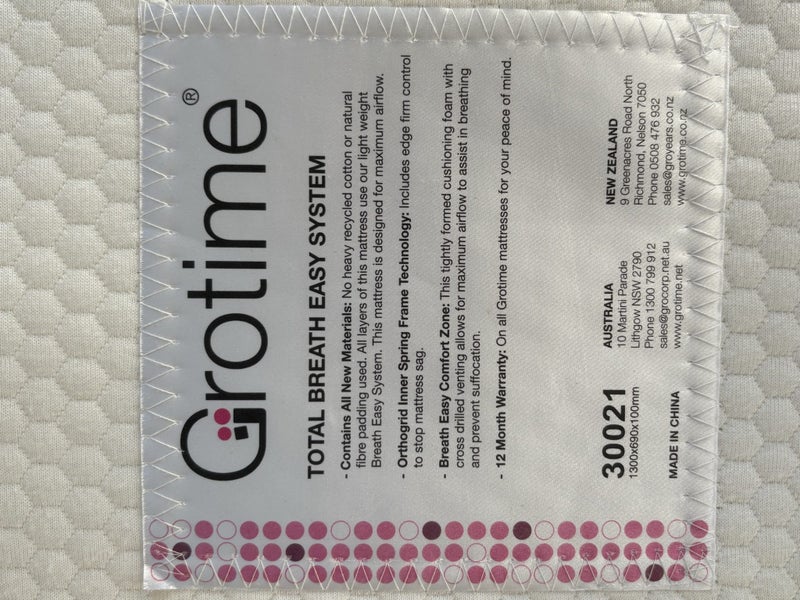 Grotime®
TOTAL BREATH EASY SYSTEM
- Contains All New Materials: No heavy recycled cotton or natural
fibre padding used. All layers of this mattress use our light weight
Breath Easy System. This mattress is designed for maximum airflow.
- Orthogrid Inner Spring Frame Technology: Includes edge firm control
to stop mattress sag.
- Breath Easy Comfort Zone: This tightly formed cushioning foam with
cross drilled venting allows for maximum airflow to assist in breathing
and prevent suffocation.
- 12 Month Warranty: On all Grotime mattresses for your peace of mind.
30021
1300x690x100mm
MADE IN CHINA
AUSTRALIA
10 Martini Parade
Lithgow NSW 2790
Phone 1300 799 912
sales@grocorp.net.au
www.grotime.net
NEW ZEALAND
9 Greenacres Road North
Richmond, Nelson 7050
Phone 0508 476 932
sales@groyears.co.nz
www.grotime.co.nz